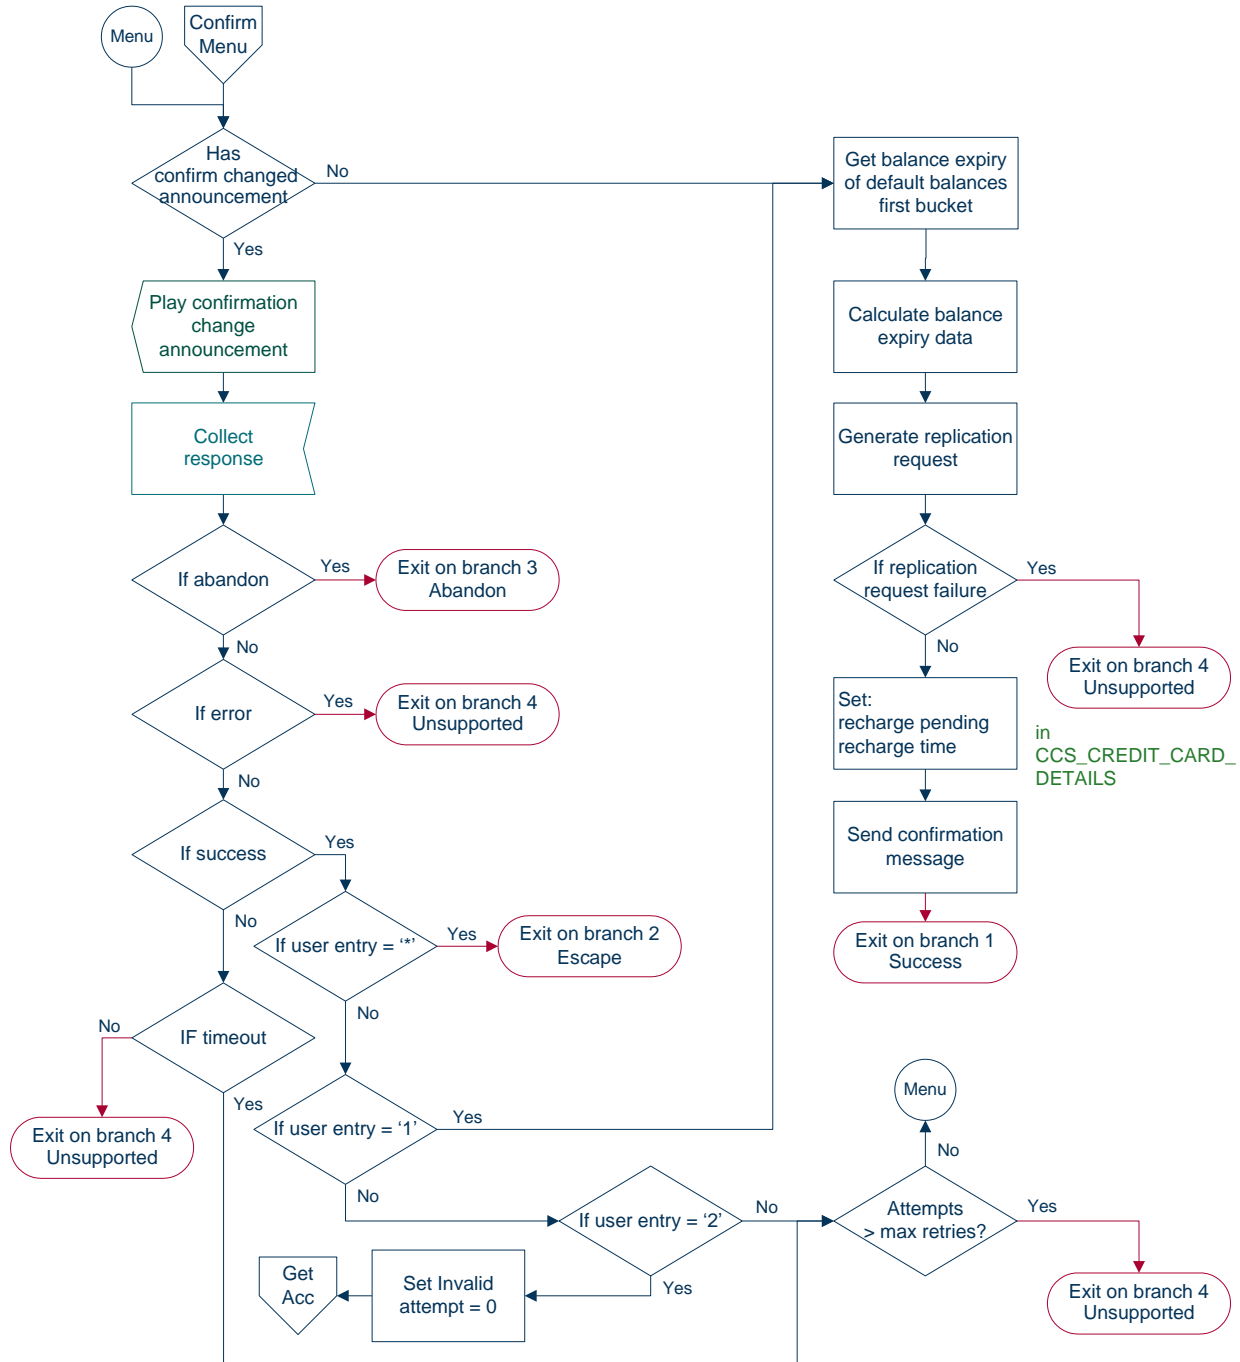 Menu
Confirm
Menu
Has
confirm changed
announcement
No
Yes
Get balance expiry
of default balances
first bucket
Play confirmation
change
announcement
Calculate balance
expiry data
Collect
response
Generate replication
request
If abandon
Yes
No
Exit on branch 3
Abandon
If replication
request failure
Yes
No
If error
Yes
No
Exit on branch 4
Unsupported
Exit on branch 4
Unsupported
Set:
recharge pending
recharge time
in
CCS_CREDIT_CARD_
DETAILS
If success
Yes
No
Send confirmation
message
If user entry = ‘*’
Yes
No
Exit on branch 2
Escape
Exit on branch 1
Success
IF timeout
No
Yes
Exit on branch 4
Unsupported
If user entry = ‘1’
Yes
No
Menu
No
If user entry = ‘2’
No
Yes
Attempts
> max retries?
Yes
Get
Acc
Set Invalid
attempt = 0
Exit on branch 4
Unsupported